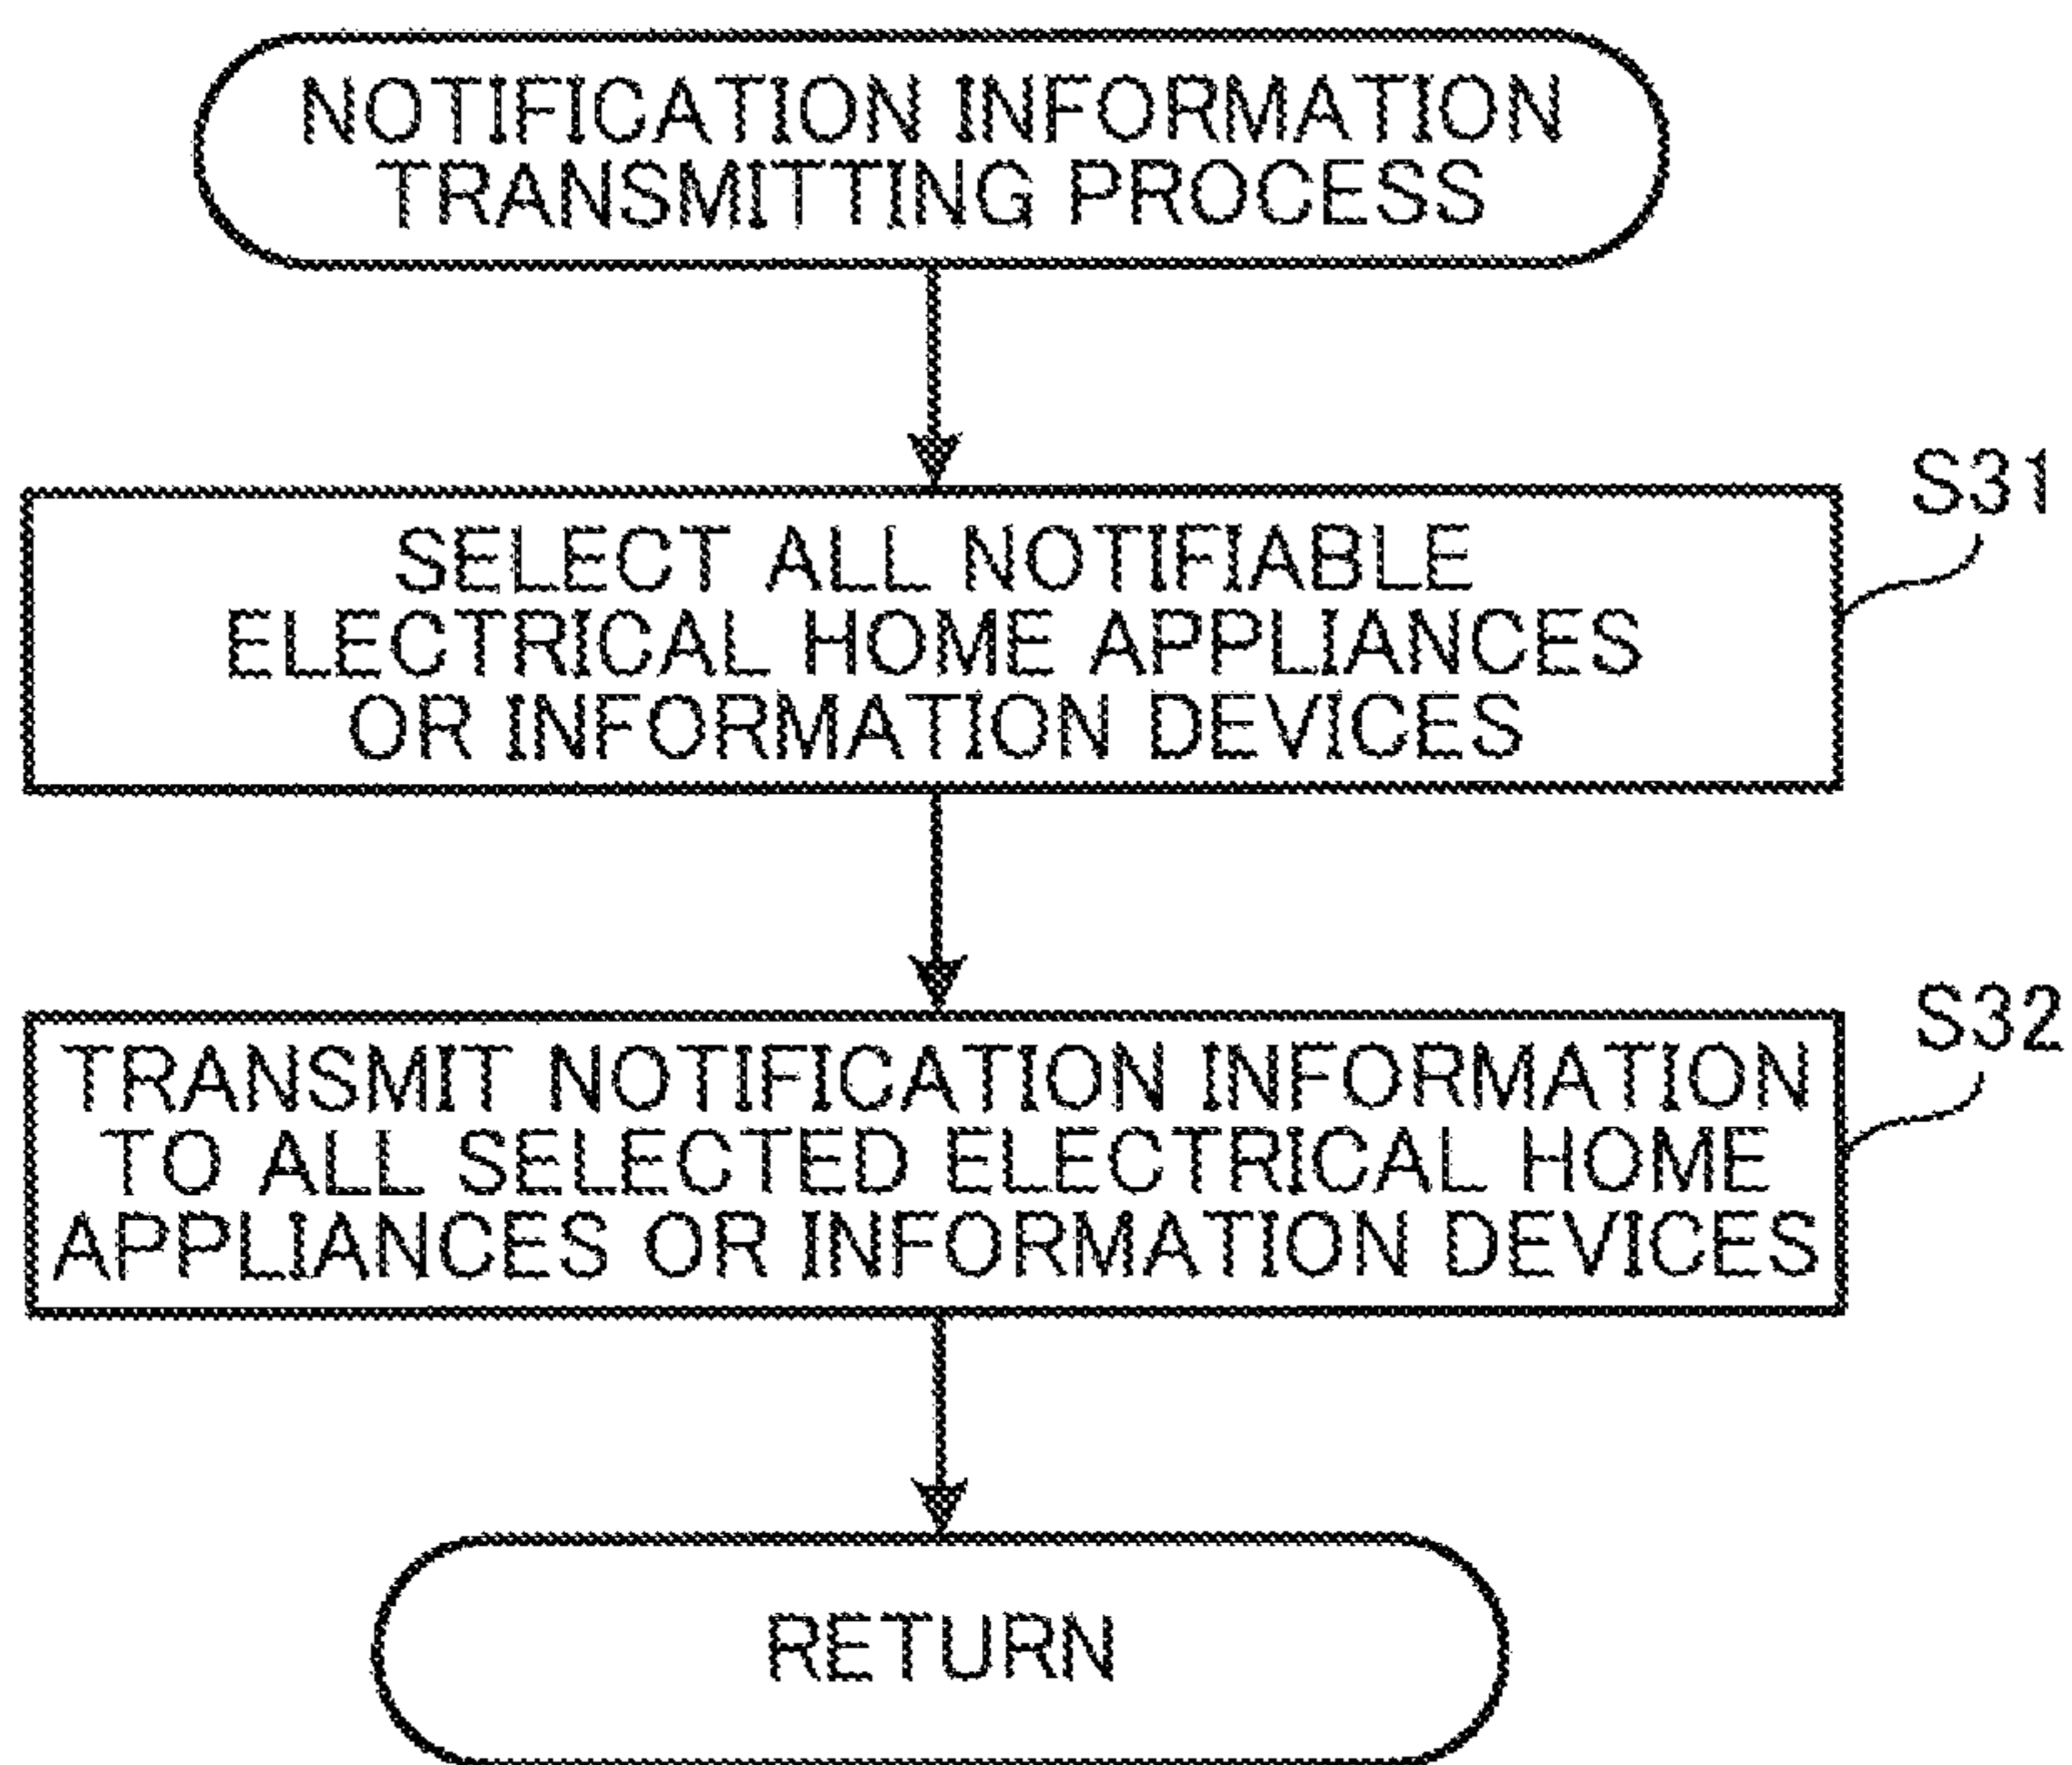 NOTIFICATION INFORMATION
TRANSMITTING PROCESS
S31
SELECT ALL NOTIFIABLE
ELECTRICAL HOME APPLIANCES
OR INFORMATION DEVICES
S32
TRANSMIT NOTIFICATION INFORMATION
TO ALL SELECTED ELECTRICAL HOME
APPLIANCES OR INFORMATION DEVICES
RETURN